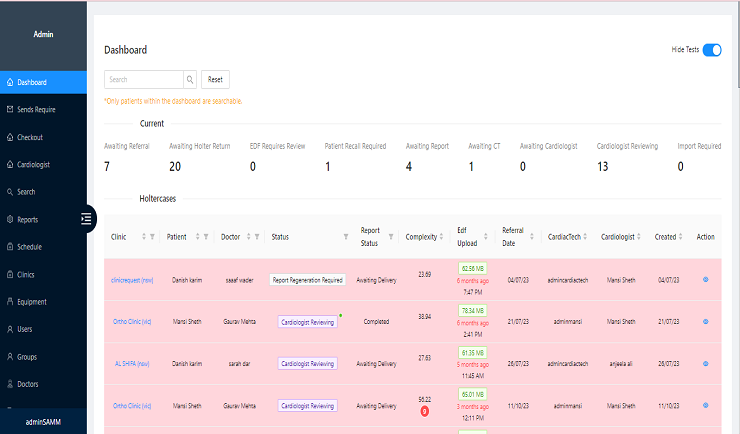 Admin
Dashboard
Sends Require
Checkout
Cardiologist
Search
Reports
Schedule
Clinics
Equipment
Users
Groups
Doctors
adminSAMM
Dashboard
Hide Tests
Search
Reset
*Only patients within the dashboard are searchable.
Current
Awaiting Referral Awaiting Holter Return EDF Requires Review Patient Recall Required Awaiting Report Awaiting CT Awaiting Cardiologist Cardiologist Reviewing Import Required
7 20 0 1 4 1 0 13 0
Holtercases
Clinic Patient Doctor Status Report Status Complexity Edf Upload Referral Date CardiacTech Cardiologist Created Action
clinicrequest (nsw) Danish karim saaaf wader Report Regeneration Required Awaiting Delivery 23.69 62.56 MB 04/07/23 admincardiactech Mansi Sheth 04/07/23
6 months ago
7:47 PM
Ortho Clinic (vic) Mansi Sheth Gaurav Mehta Cardiologist Reviewing Completed 38.94 78.34 MB 21/07/23 adminmansi Mansi Sheth 21/07/23
6 months ago
2:41 PM
AL SHIFA (nsw) Danish karim sarah dar Cardiologist Reviewing Awaiting Delivery 27.63 61.35 MB 26/07/23 admincardiactech anjeela ali 26/07/23
5 months ago
11:45 AM
Ortho Clinic (vic) Mansi Sheth Gaurav Mehta Cardiologist Reviewing Awaiting Delivery 56.22 65.01 MB 11/10/23 adminmansi Mansi Sheth 11/10/23
3 months ago
12:11 PM